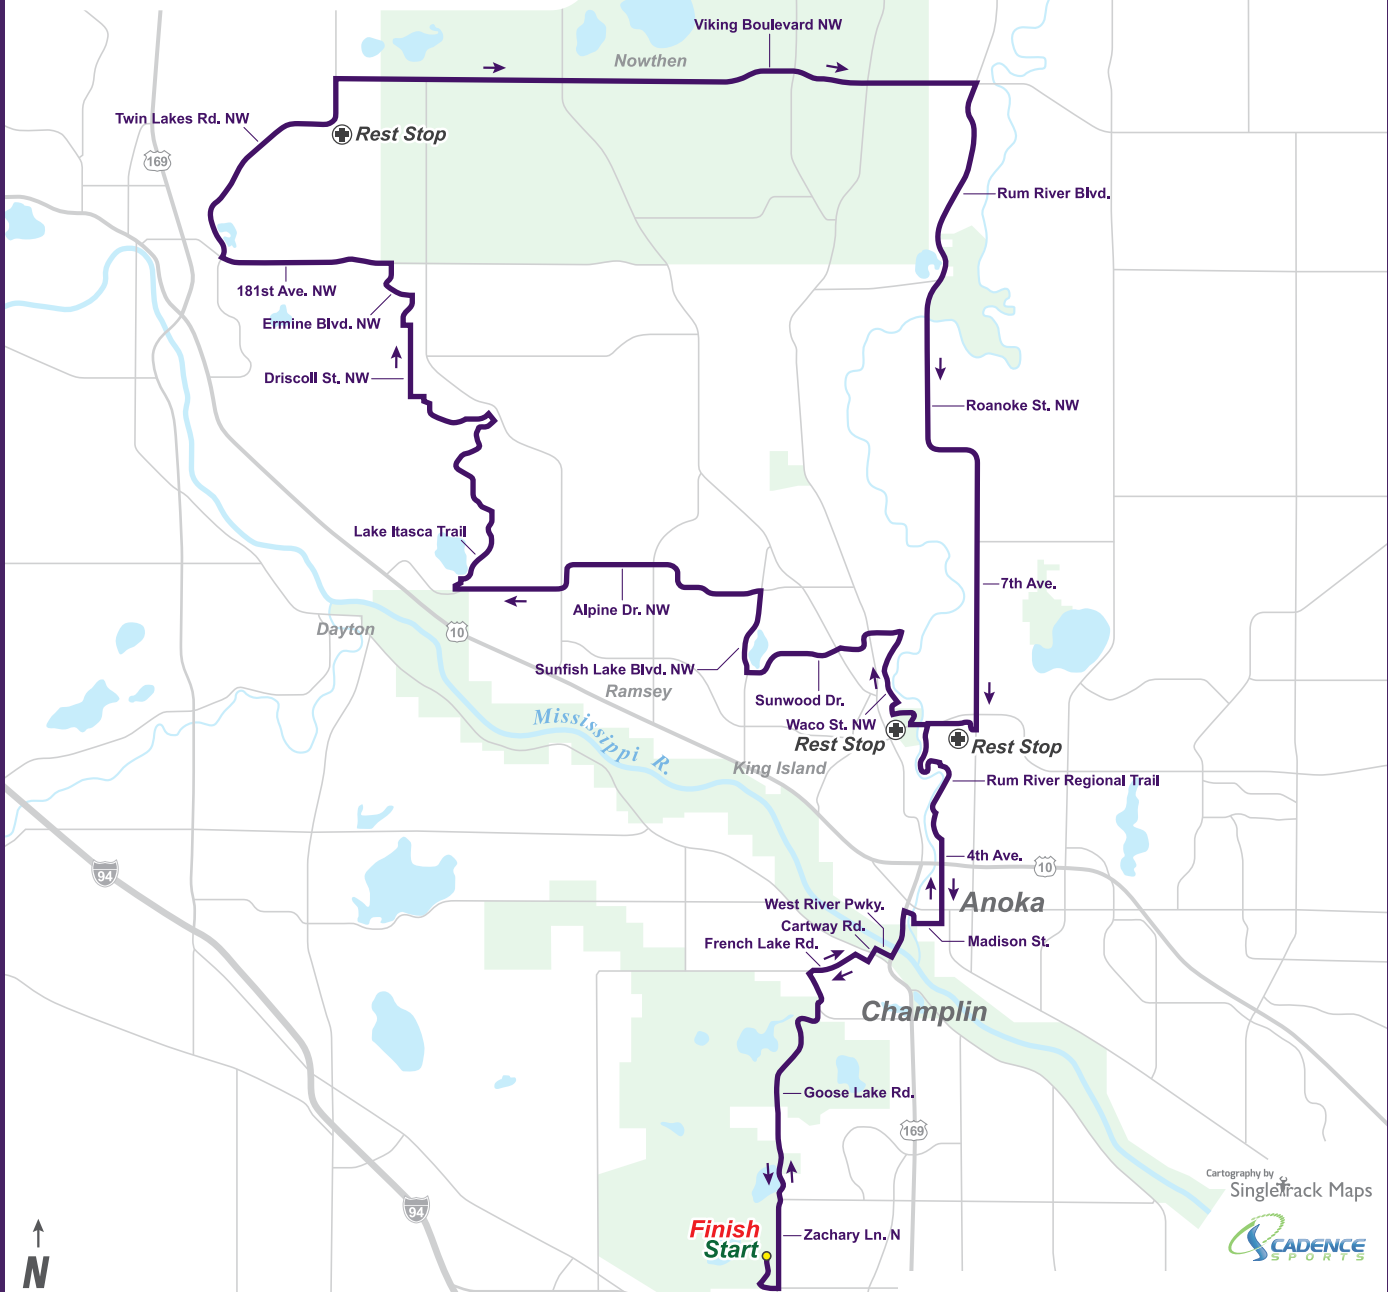 Viking Boulevard NW
Nowthen
Twin Lakes Rd. NW
Rest Stop
169
Rum River Blvd.
181st Ave. NW
Ermine Blvd. NW
Driscoll St. NW
Roanoke St. NW
Lake Itasca Trail
7th Ave.
Alpine Dr. NW
Dayton
10
Sunfish Lake Blvd. NW
Ramsey
Sunwood Dr.
Waco St. NW
Rest Stop
Rest Stop
Mississippi R.
King Island
Rum River Regional Trail
4th Ave.
10
94
West River Pwky.
Anoka
Cartway Rd.
French Lake Rd.
Madison St.
Champlin
Goose Lake Rd.
169
Cartography by
SingleTrack Maps
94
Finish
Start
Zachary Ln. N
N
CADENCE
SPORTS